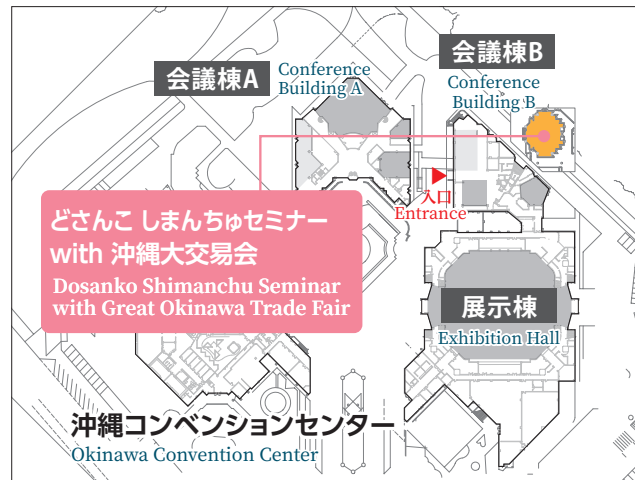 会議棟A
Conference
Building A
会議棟B
Conference
Building B
入口
Entrance
どさんこ しまんちゅセミナー
with 沖縄大交易会
Dosanko Shimanchu Seminar
with Great Okinawa Trade Fair
展示棟
Exhibition Hall
沖縄コンベンションセンター
Okinawa Convention Center